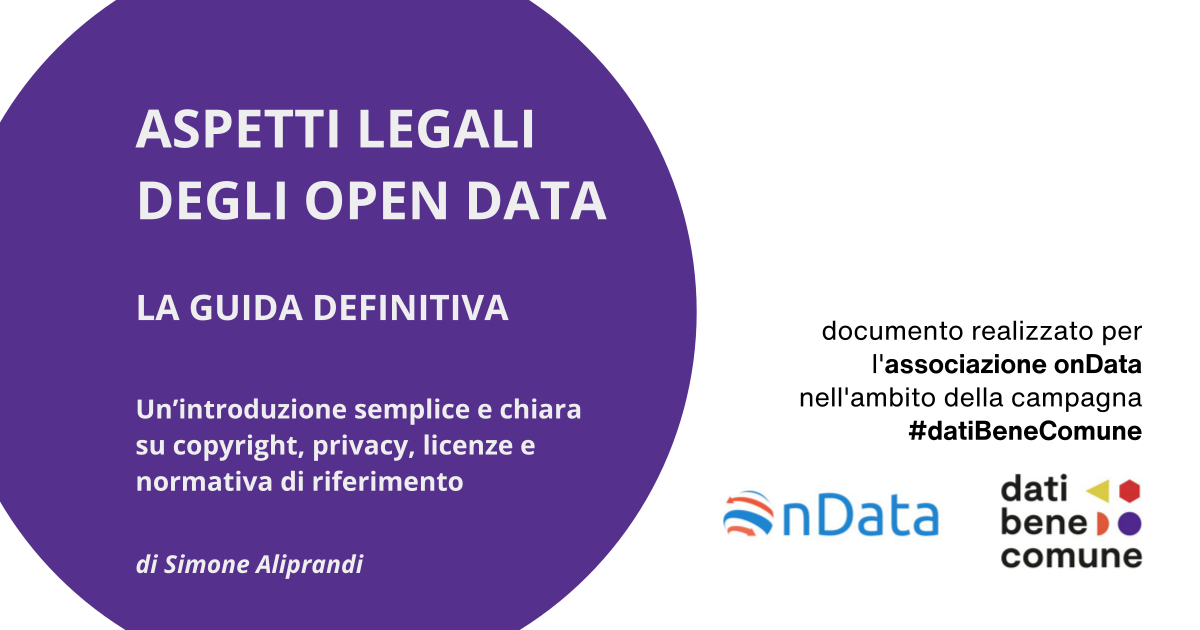 ASPETTI LEGALI
DEGLI OPEN DATA
LA GUIDA DEFINITIVA
Un’introduzione semplice e chiara
su copyright, privacy, licenze e
normativa di riferimento
di Simone Aliprandi
documento realizzato per
l'associazione onData
nell'ambito della campagna
#datiBeneComune
onData
dati
bene
comune